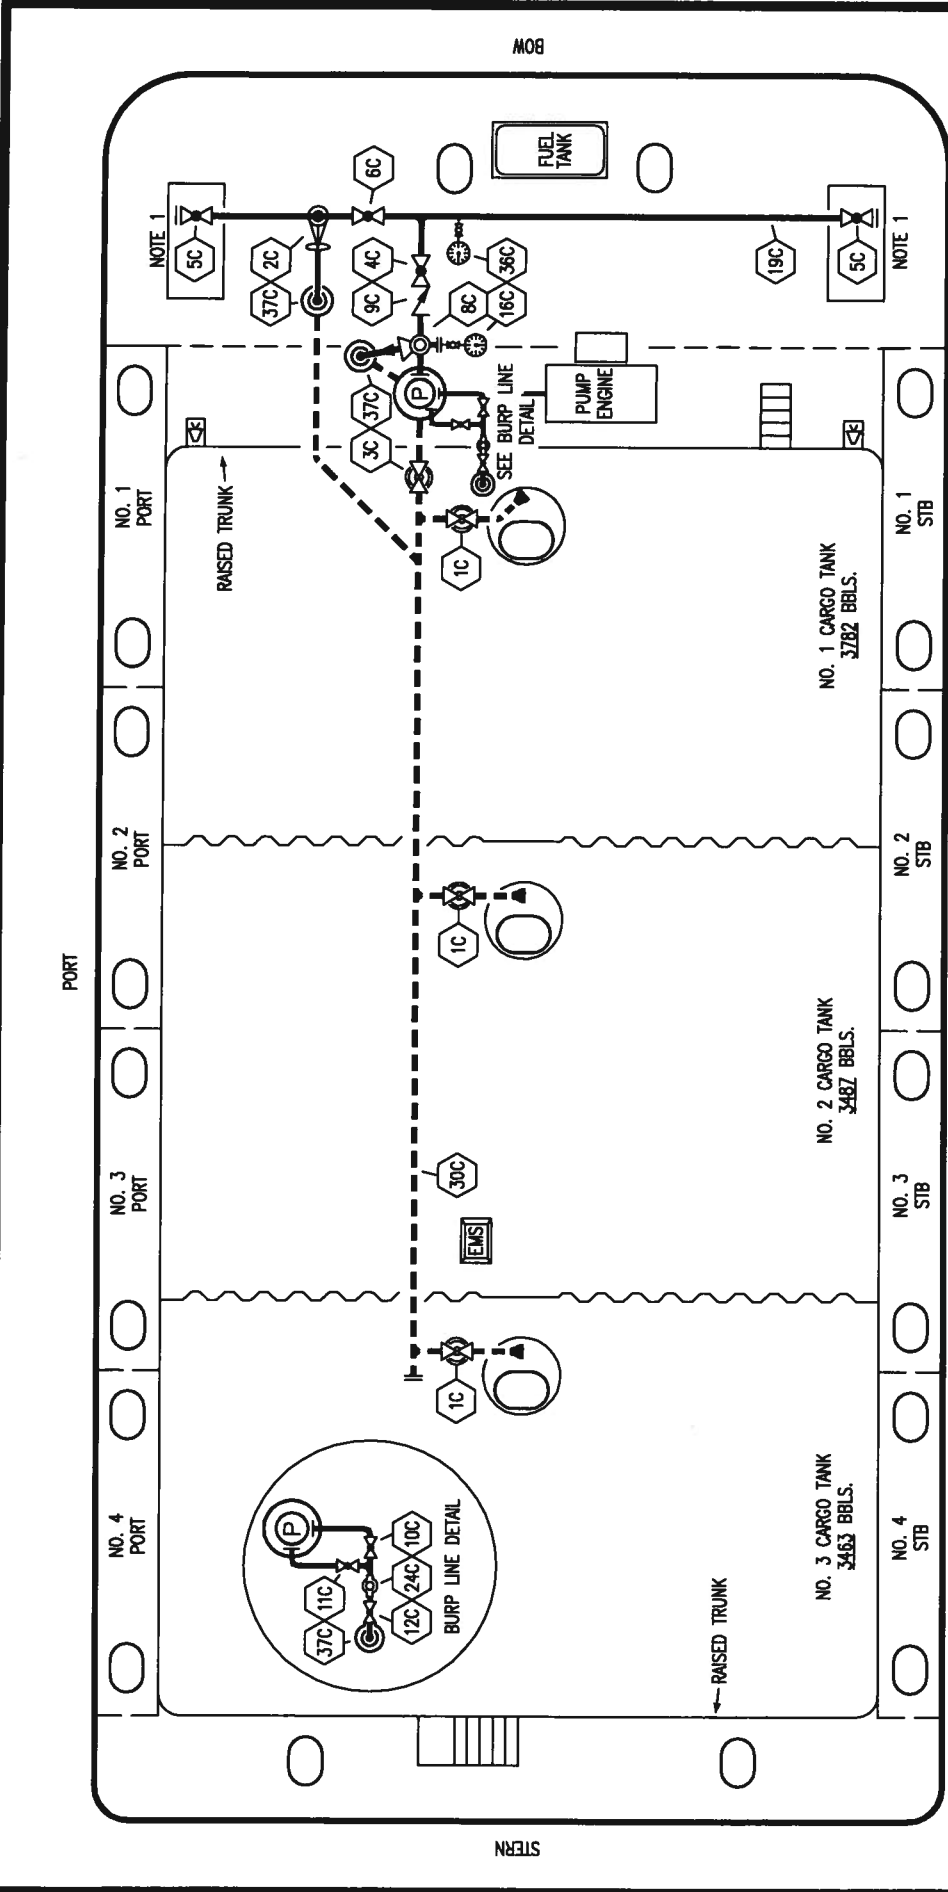 BOW
NOTE 1
5C
2C
37C
6C
4C
9C
36C
8C
16C
FUEL
TANK
19C
5C
NOTE 1
P
37C
3C
SEE BURP LINE
DETAIL
PUMP
ENGINE
1C
RAISED TRUNK
NO. 1
PORT
NO. 1
STB
NO. 1 CARGO TANK
3782 BBLS.
NO. 2
PORT
NO. 2
STB
1C
PORT
NO. 2 CARGO TANK
3487 BBLS.
NO. 3
PORT
NO. 3
STB
30C
EMS
1C
NO. 4
PORT
NO. 4
STB
NO. 3 CARGO TANK
3463 BBLS.
P
11C
37C
10C
24C
12C
BURP LINE DETAIL
RAISED TRUNK
STERN